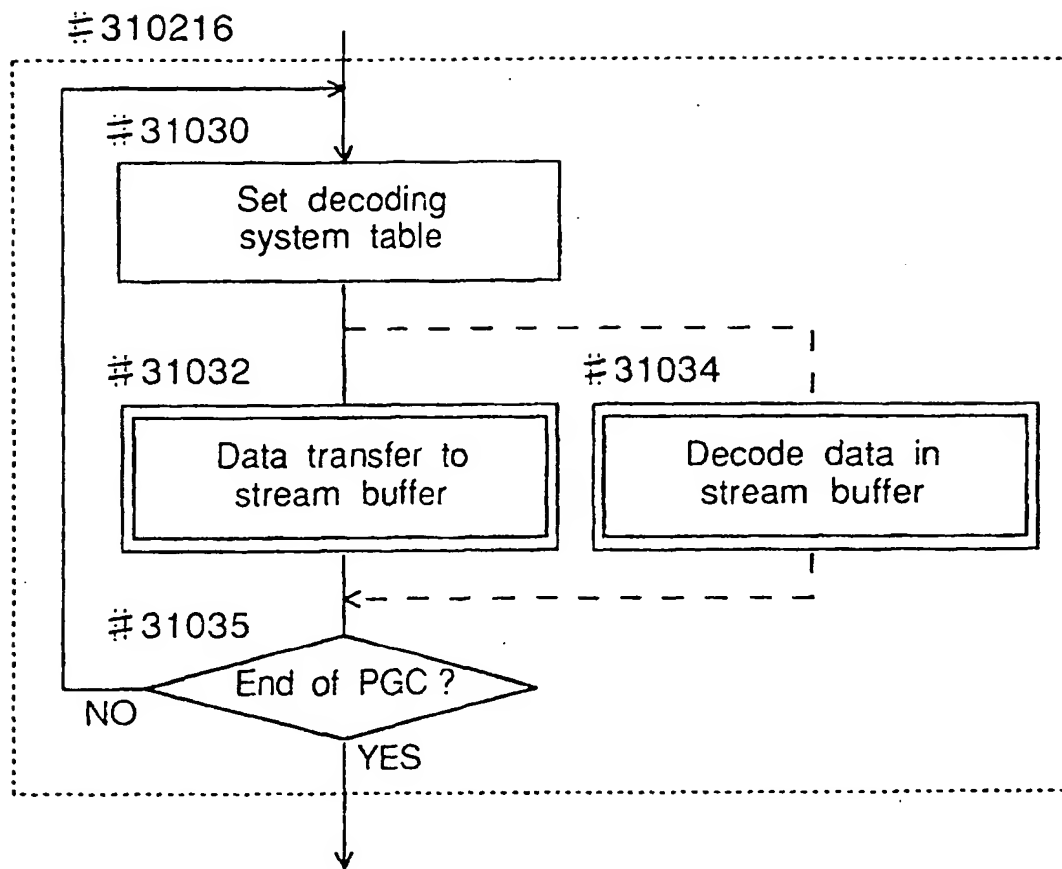 #310216
#31030
Set decoding
system table
#31032
#31034
Data transfer to
stream buffer
Decode data in
stream buffer
#31035
End of PGC ?
NO
YES